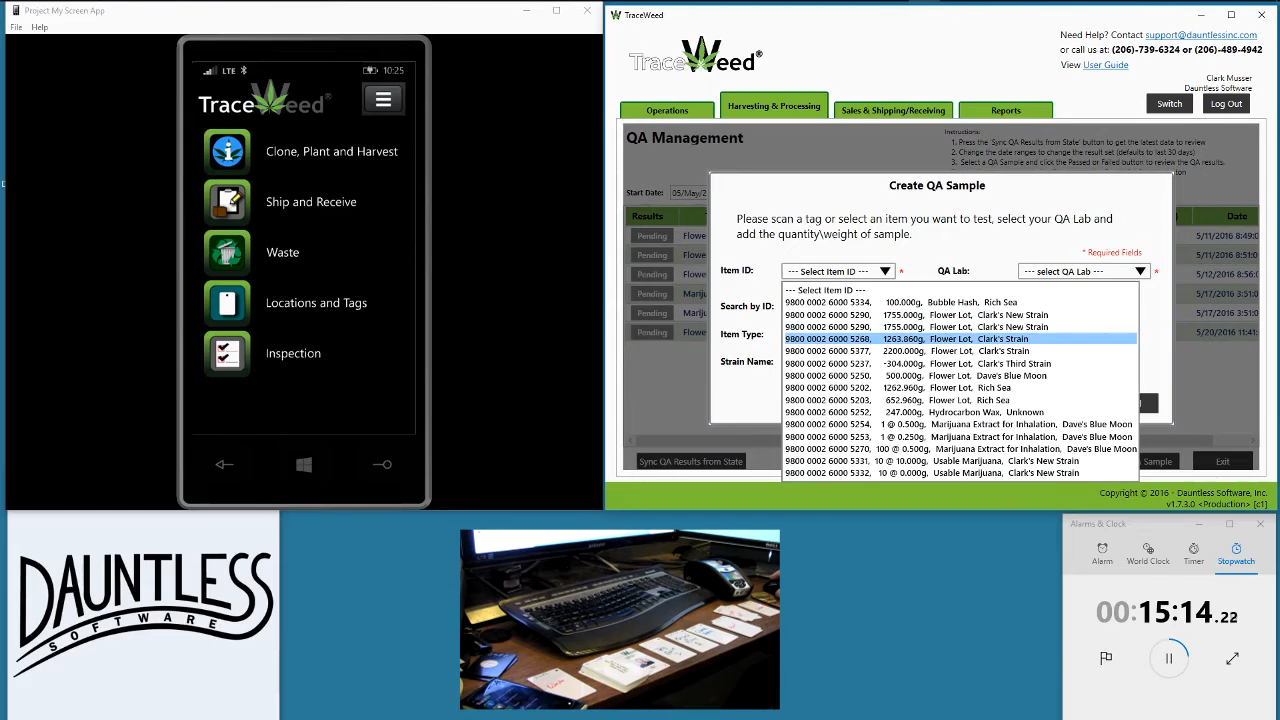 Project My Screen App
File Help
LTE 10:25
TraceWeed®
Clone, Plant and Harvest
Ship and Receive
Waste
Locations and Tags
Inspection
TraceWeed
TraceWeed®
Need Help? Contact support@dauntlessinc.com
or call us at: (206)-739-6324 or (206)-489-4942
View User Guide
Clark Musser
Dauntless Software
Switch Log Out
Operations Harvesting & Processing Sales & Shipping/Receiving Reports
QA Management
Instructions:
1. Press the 'Sync QA Results from State' button to get the latest data to review
2. Change the date ranges to change the result set (defaults to last 30 days)
3. Select a QA Sample and click the Passed or Failed button to review the QA results.
Start Date: 05/May/2
Results Date
Pending Flowe 5/11/2016 8:49:0
Pending Flowe 5/11/2016 8:51:0
Pending Flowe 5/12/2016 8:56:0
Pending Mariju 5/17/2016 3:51:0
Pending Mariju 5/17/2016 3:51:0
Pending Flowe 5/20/2016 11:41:
Create QA Sample
Please scan a tag or select an item you want to test, select your QA Lab and
add the quantity\weight of sample.
* Required Fields
Item ID: --- Select Item ID --- * QA Lab: --- select QA Lab --- *
Search by ID:
Item Type:
Strain Name:
--- Select Item ID ---
9800 0002 6000 5334, 100.000g, Bubble Hash, Rich Sea
9800 0002 6000 5290, 1755.000g, Flower Lot, Clark's New Strain
9800 0002 6000 5290, 1755.000g, Flower Lot, Clark's New Strain
9800 0002 6000 5268, 1263.860g, Flower Lot, Clark's Strain
9800 0002 6000 5377, 2200.000g, Flower Lot, Clark's Strain
9800 0002 6000 5237, -304.000g, Flower Lot, Clark's Third Strain
9800 0002 6000 5250, 500.000g, Flower Lot, Dave's Blue Moon
9800 0002 6000 5202, 1262.960g, Flower Lot, Rich Sea
9800 0002 6000 5203, 652.960g, Flower Lot, Rich Sea
9800 0002 6000 5252, 247.000g, Hydrocarbon Wax, Unknown
9800 0002 6000 5254, 1 @ 0.500g, Marijuana Extract for Inhalation, Dave's Blue Moon
9800 0002 6000 5253, 1 @ 0.250g, Marijuana Extract for Inhalation, Dave's Blue Moon
9800 0002 6000 5270, 100 @ 0.500g, Marijuana Extract for Inhalation, Dave's Blue Moon
9800 0002 6000 5331, 10 @ 10.000g, Usable Marijuana, Clark's New Strain
9800 0002 6000 5332, 10 @ 0.000g, Usable Marijuana, Clark's New Strain
Sync QA Results from State Sample Exit
Copyright © 2016 - Dauntless Software, Inc.
v1.7.3.0 <Production> [c1]
DAUNTLESS
SOFTWARE
Alarms & Clock
Alarm World Clock Timer Stopwatch
00:15:14.22